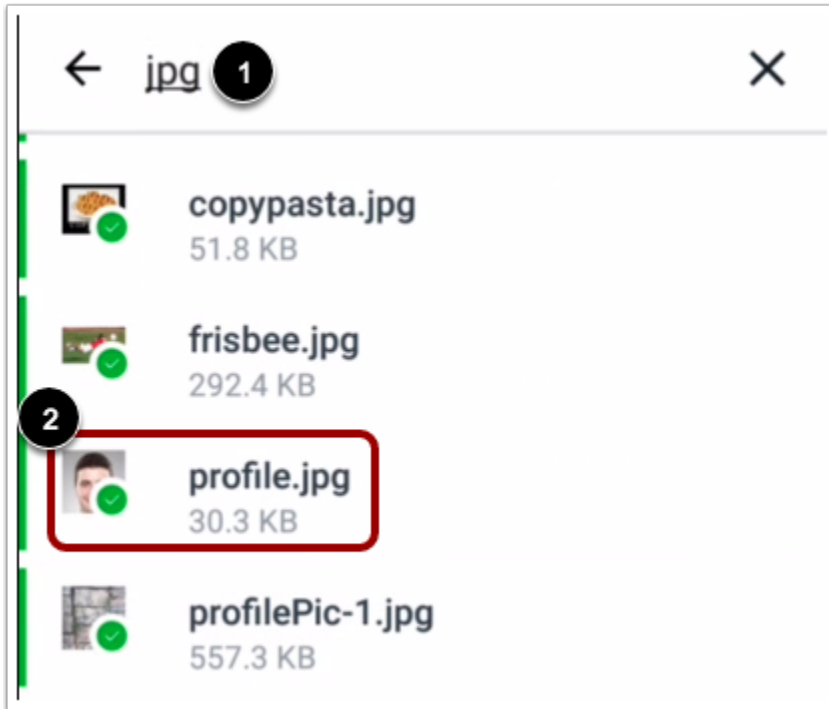 jpg 1
copypasta.jpg
51.8 KB
frisbee.jpg
292.4 KB
2
profile.jpg
30.3 KB
profilePic-1.jpg
557.3 KB